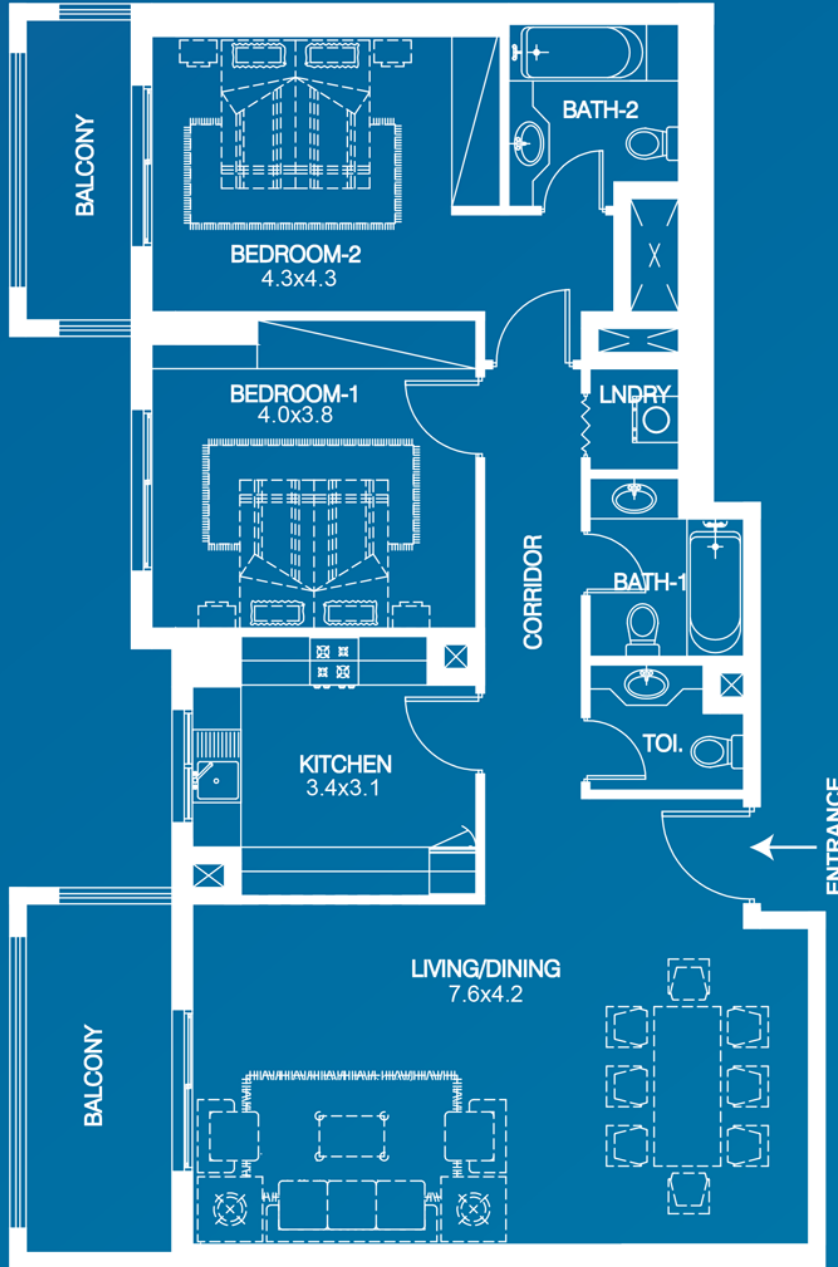 BATH-2
BALCONY
BEDROOM-2
4.3x4.3
BEDROOM-1
4.0x3.8
LNDRY
CORRIDOR
BATH-1
TOI.
KITCHEN
3.4x3.1
ENTRANCE
LIVING/DINING
7.6x4.2
BALCONY